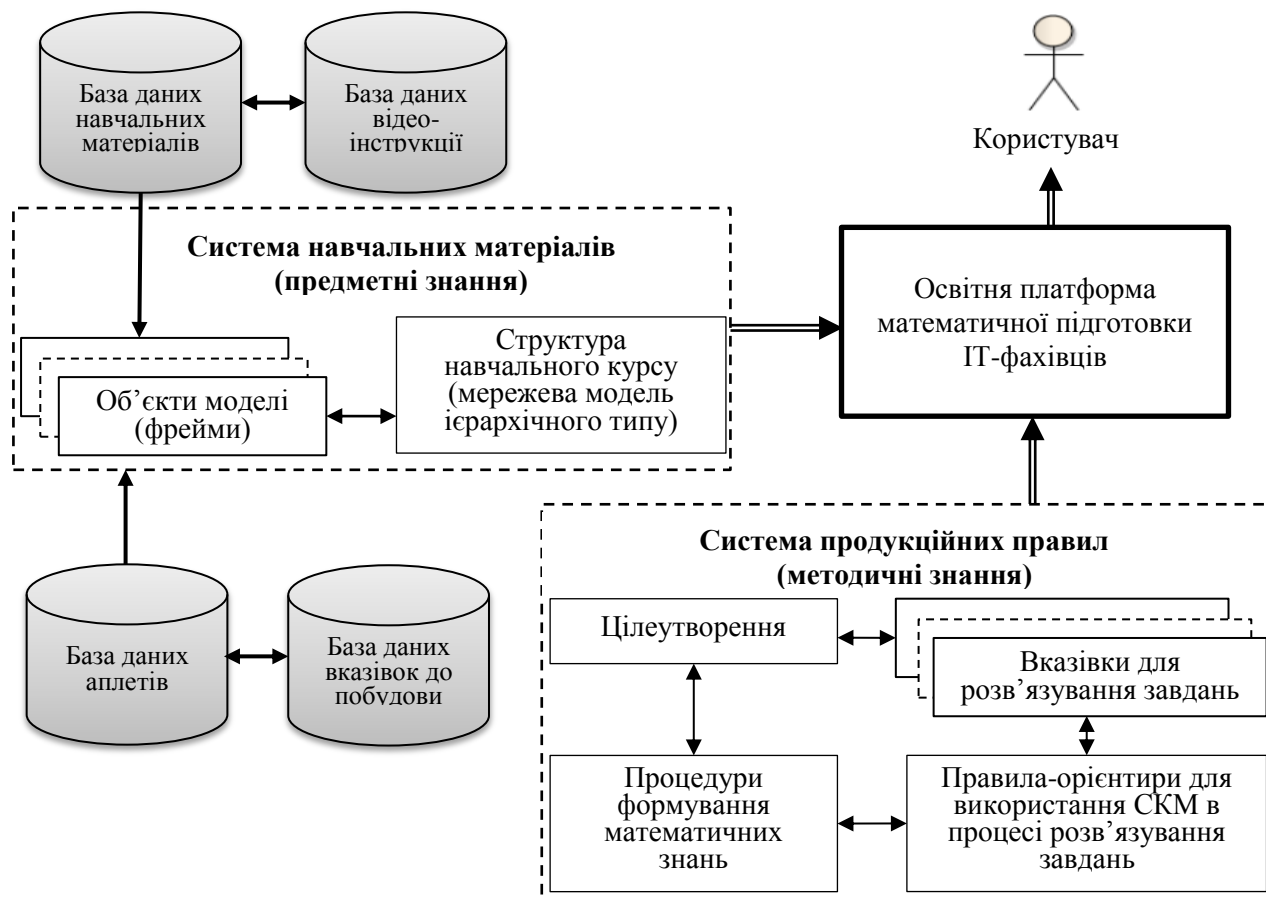 База даних
навчальних
матеріалів
База даних
відео-
інструкції
Користувач
Система навчальних матеріалів
(предметні знання)
Освітня платформа
математичної підготовки
ІТ-фахівців
Структура
навчального курсу
(мережева модель
ієрархічного типу)
Об’єкти моделі
(фрейми)
База даних
аплетів
База даних
вказівок до
побудови
Система продукційних правил
(методичні знання)
Цілеутворення
Вказівки для
розв’язування завдань
Процедури
формування
математичних
знань
Правила-орієнтири для
використання СКМ в
процесі розв’язування
завдань